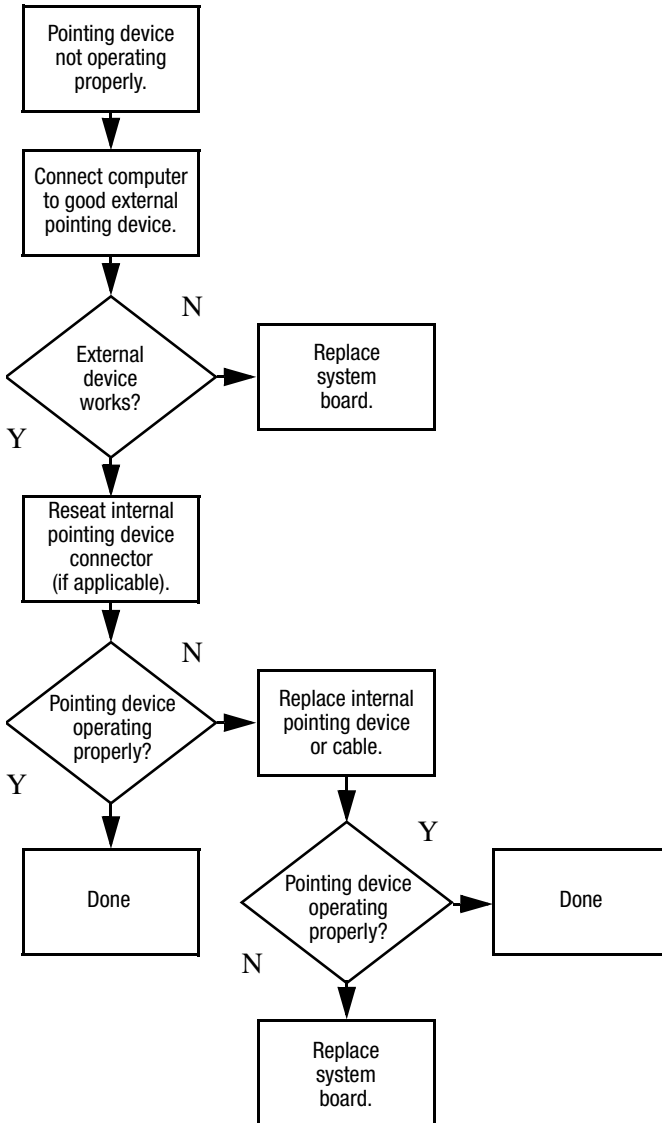 Pointing device
not operating
properly.
Connect computer
to good external
pointing device.
N
External
device
works?
Replace
system
board.
Y
Reseat internal
pointing device
connector
(if applicable).
N
Pointing device
operating
properly?
Replace internal
pointing device
or cable.
Y
Y
Done
Pointing device
operating
properly?
Done
N
Replace
system
board.